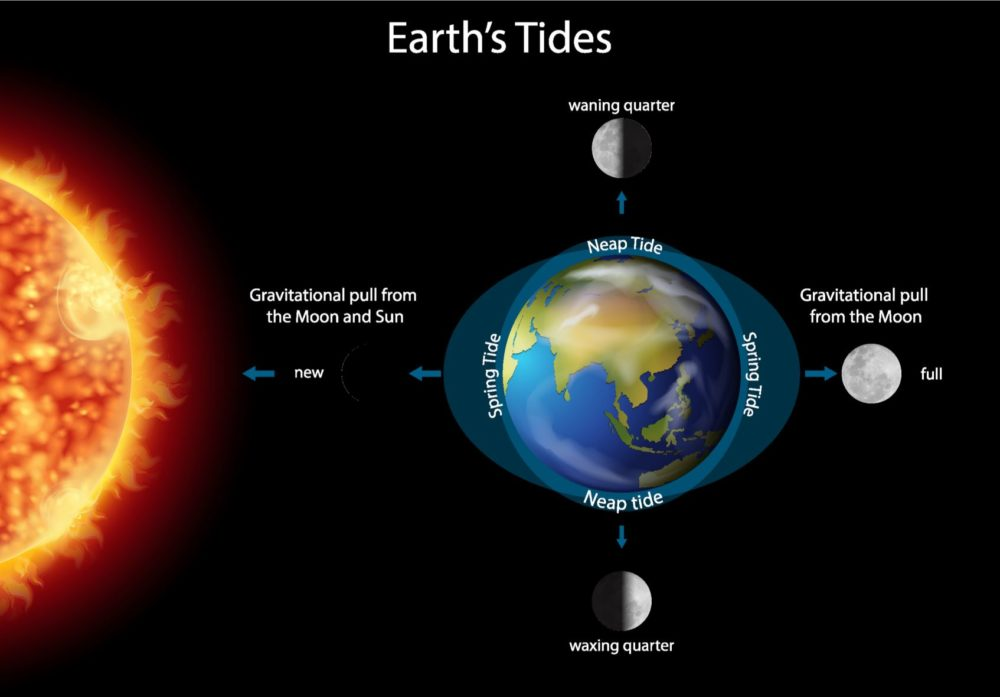 Earth's Tides
waning quarter
Neap Tide
Gravitational pull from
the Moon and Sun
Gravitational pull
from the Moon
Spring Tide
Spring Tide
new
full
Neap tide
waxing quarter